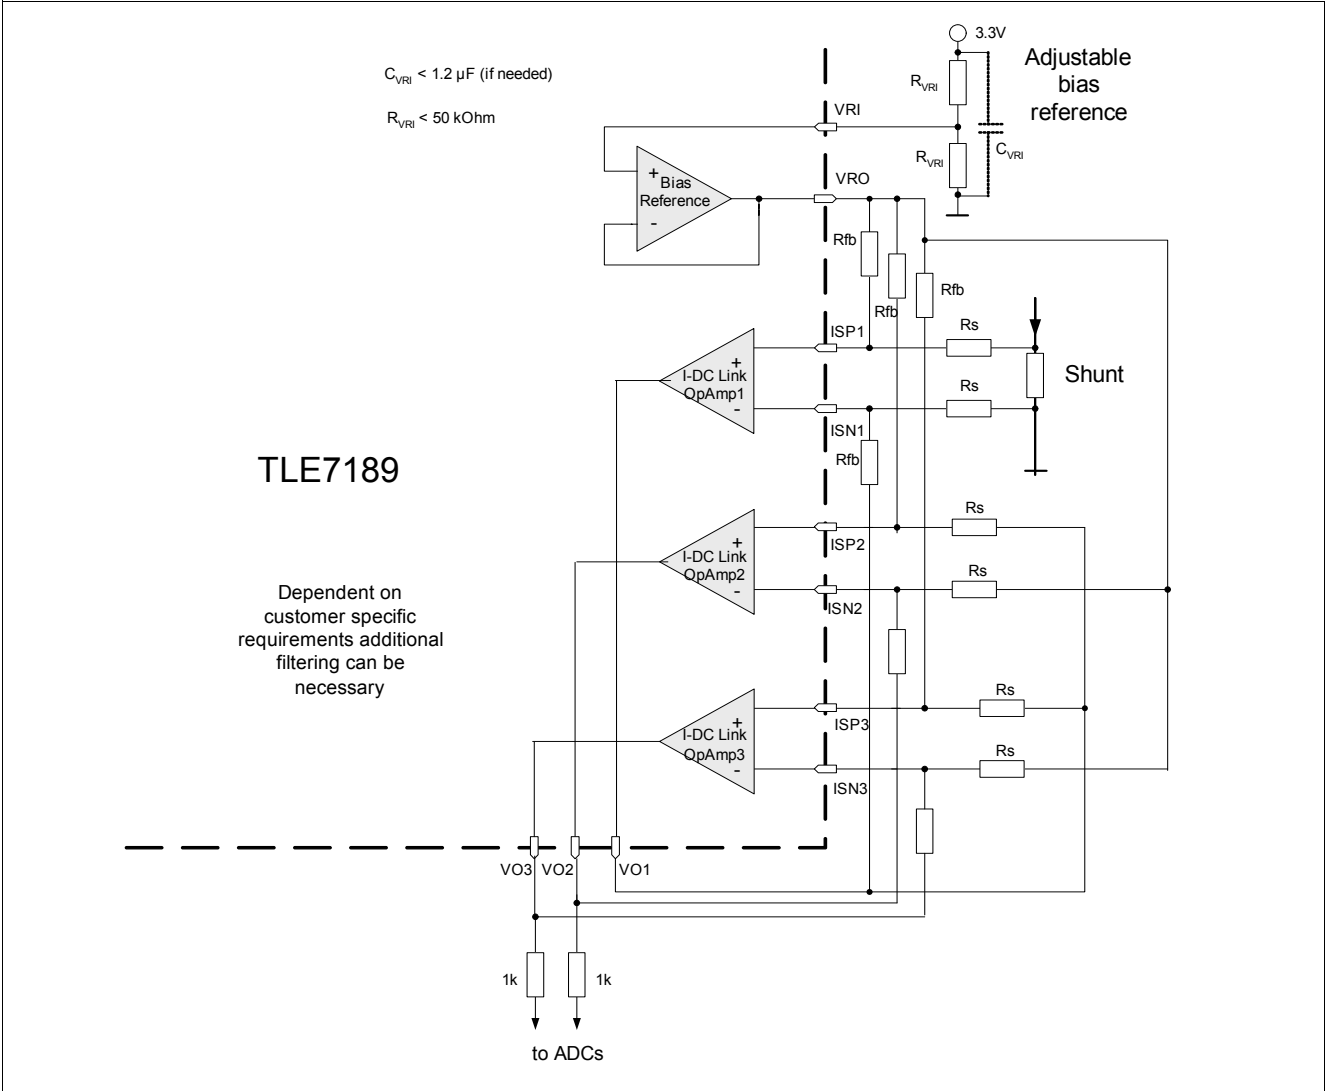 3.3V
Adjustable
bias
reference
C_VRI < 1.2 µF (if needed)
R_VRI < 50 kOhm
R_VRI
VRI
C_VRI
R_VRI
VRO
+
Bias
Reference
-
Rfb
Rfb
Rfb
ISP1
Rs
+
I-DC Link
OpAmp1
-
Shunt
Rs
ISN1
Rfb
TLE7189
Rs
ISP2
+
I-DC Link
OpAmp2
-
Rs
ISN2
Dependent on
customer specific
requirements additional
filtering can be
necessary
Rs
ISP3
+
I-DC Link
OpAmp3
-
Rs
ISN3
VO3
VO2
VO1
1k
1k
to ADCs